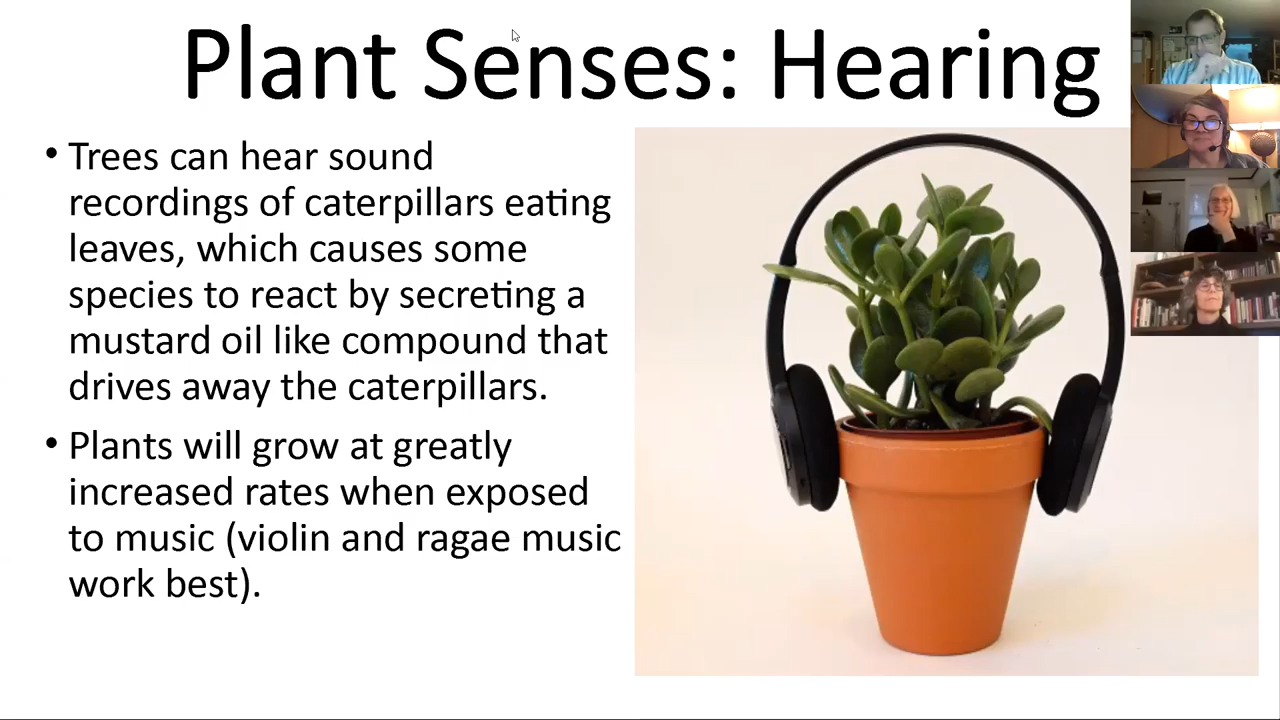 Plant Senses: Hearing
• Trees can hear sound
recordings of caterpillars eating
leaves, which causes some
species to react by secreting a
mustard oil like compound that
drives away the caterpillars.
• Plants will grow at greatly
increased rates when exposed
to music (violin and ragae music
work best).